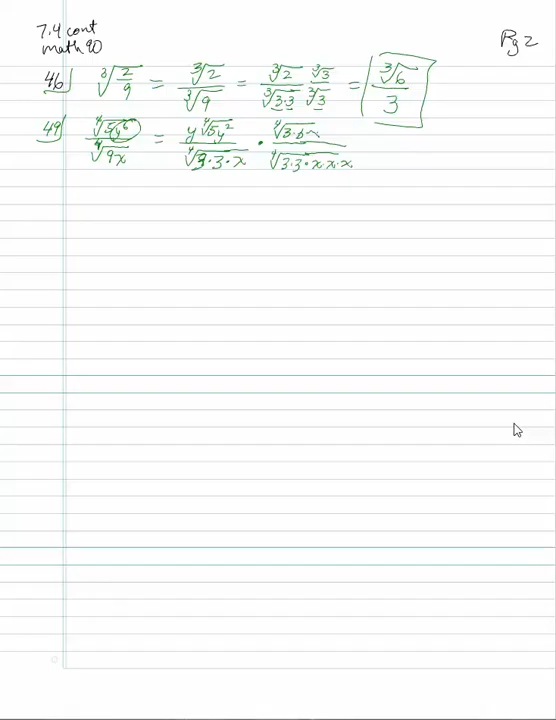 7.4 cont
math 90
Pg 2
46) ∛(2/9) = ∛2 / ∛9 = ∛2 ∛3 / ∛(3·3) ∛3 = ∛6 / 3
49) ∜(5y⁶) / ∜(9x) = y∜(5y²) / ∜(3·3·x) · ∜(3· / ∜(3·3·x·x·x